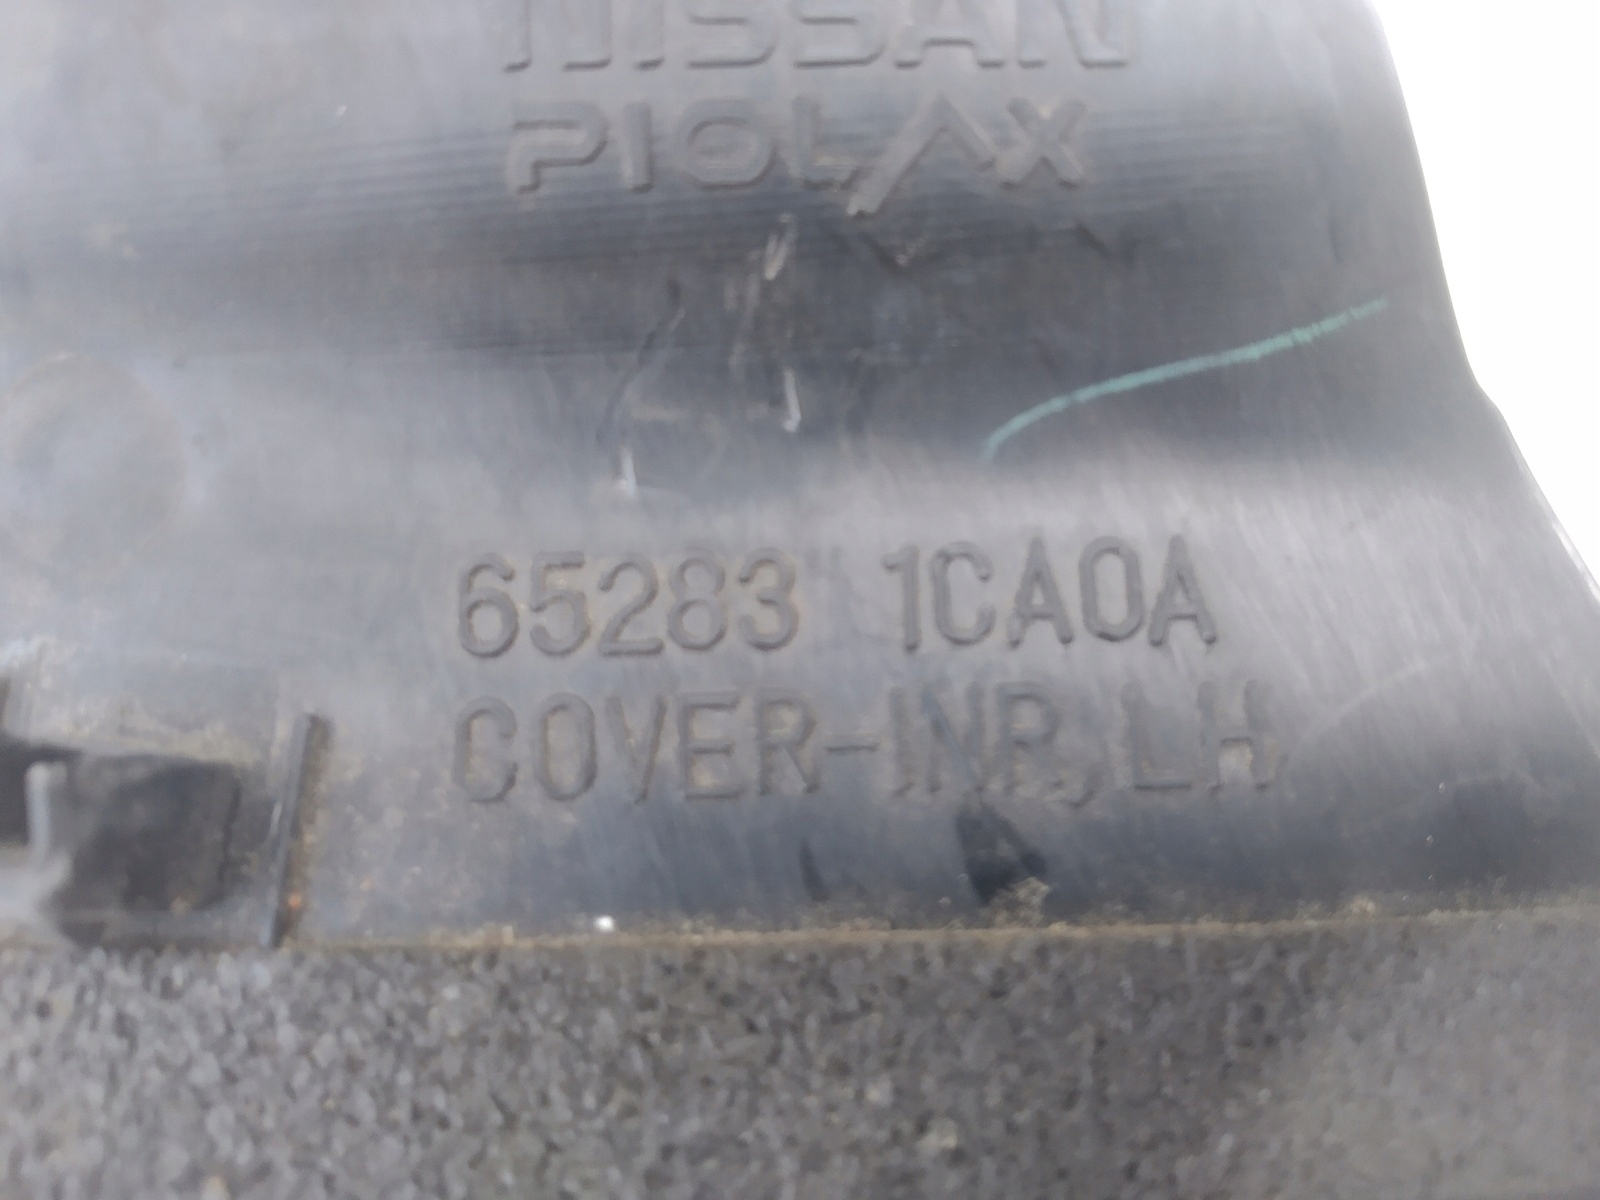 NISSAN
PIOLAX
65283 1CA0A
COVER-INR,LH